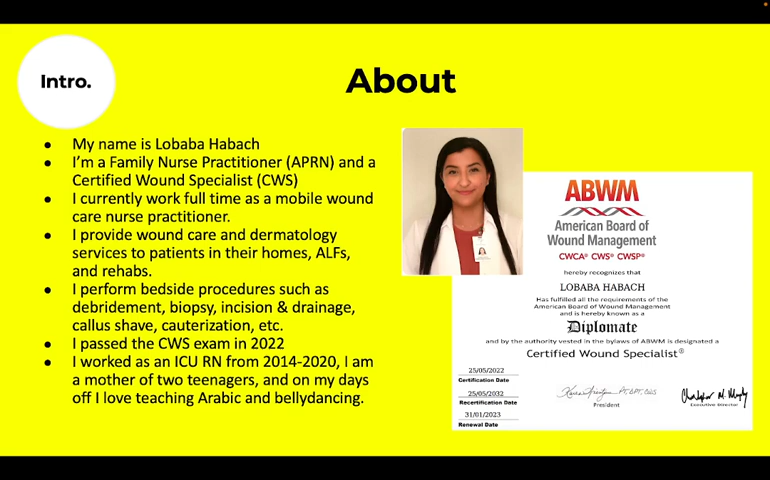 Intro.
About
● My name is Lobaba Habach
● I'm a Family Nurse Practitioner (APRN) and a
Certified Wound Specialist (CWS)
● I currently work full time as a mobile wound
care nurse practitioner.
● I provide wound care and dermatology
services to patients in their homes, ALFs,
and rehabs.
● I perform bedside procedures such as
debridement, biopsy, incision & drainage,
callus shave, cauterization, etc.
● I passed the CWS exam in 2022
● I worked as an ICU RN from 2014-2020, I am
a mother of two teenagers, and on my days
off I love teaching Arabic and bellydancing.
ABWM
American Board of
Wound Management
CWCA® CWS® CWSP®
hereby recognizes that
LOBABA HABACH
Has fulfilled all the requirements of the
American Board of Wound Management
and is hereby known as a
Diplomate
and by the authority vested in the bylaws of ABWM is designated a
Certified Wound Specialist®
25/05/2022
Certification Date
25/05/2032
Recertification Date
31/01/2023
Renewal Date
President
Executive Director